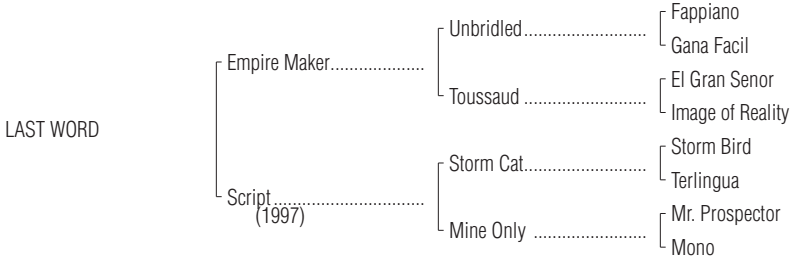 Fappiano
Unbridled..........................
Gana Facil
Empire Maker....................
El Gran Senor
Toussaud ..........................
Image of Reality
LAST WORD
Storm Bird
Storm Cat..........................
Terlingua
Script................................
(1997)
Mr. Prospector
Mine Only ........................
Mono